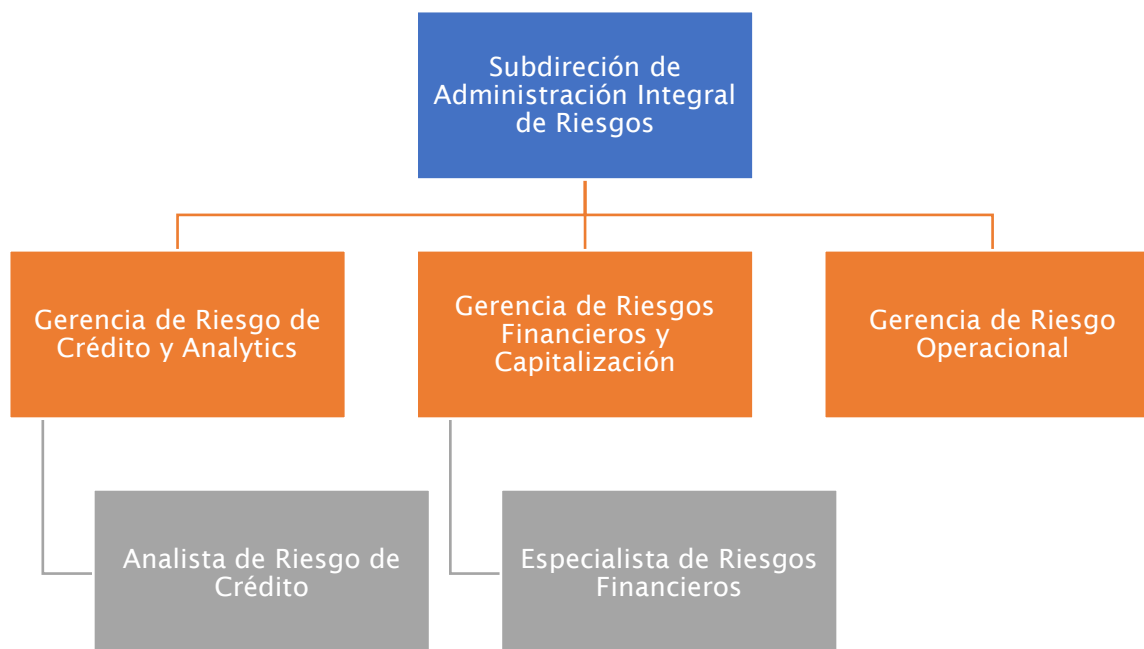 Subdireción de
Administración Integral
de Riesgos
Gerencia de Riesgo de
Crédito y Analytics
Gerencia de Riesgos
Financieros y
Capitalización
Gerencia de Riesgo
Operacional
Analista de Riesgo de
Crédito
Especialista de Riesgos
Financieros